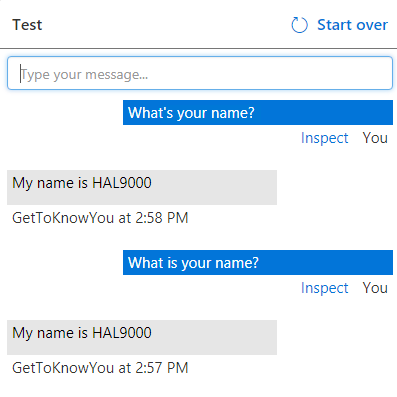 Test
Start over
Type your message...
What's your name?
Inspect You
My name is HAL9000
GetToKnowYou at 2:58 PM
What is your name?
Inspect You
My name is HAL9000
GetToKnowYou at 2:57 PM